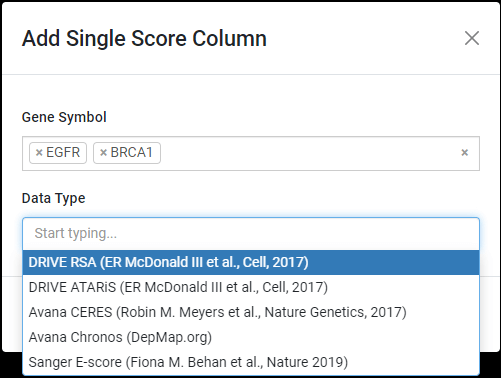 Add Single Score Column
Gene Symbol
× EGFR × BRCA1 ×
Data Type
Start typing...
DRIVE RSA (ER McDonald III et al., Cell, 2017)
DRIVE ATARiS (ER McDonald III et al., Cell, 2017)
Avana CERES (Robin M. Meyers et al., Nature Genetics, 2017)
Avana Chronos (DepMap.org)
Sanger E-score (Fiona M. Behan et al., Nature 2019)